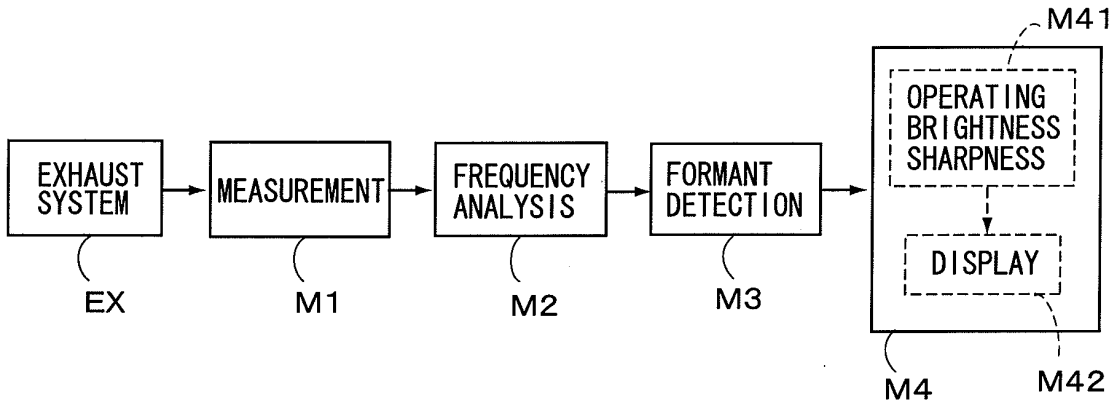 M41
OPERATING
BRIGHTNESS
SHARPNESS
EXHAUST
SYSTEM
MEASUREMENT
FREQUENCY
ANALYSIS
FORMANT
DETECTION
DISPLAY
EX
M1
M2
M3
M4
M42